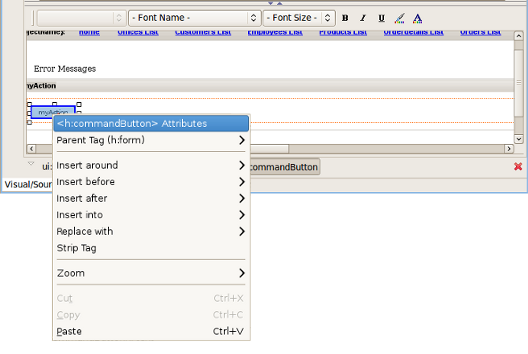 - Font Name - - Font Size - B I U A
ject}name}: Home Offices List Customers List Employees List Products List Orderdetails List Orders List
Error Messages
myAction
myAction
<h:commandButton> Attributes
Parent Tag (h:form)
Insert around
Insert before
Insert after
Insert into
Replace with
Strip Tag
Zoom
Cut Ctrl+X
Copy Ctrl+C
Paste Ctrl+V
ui: commandButton
Visual/Sour